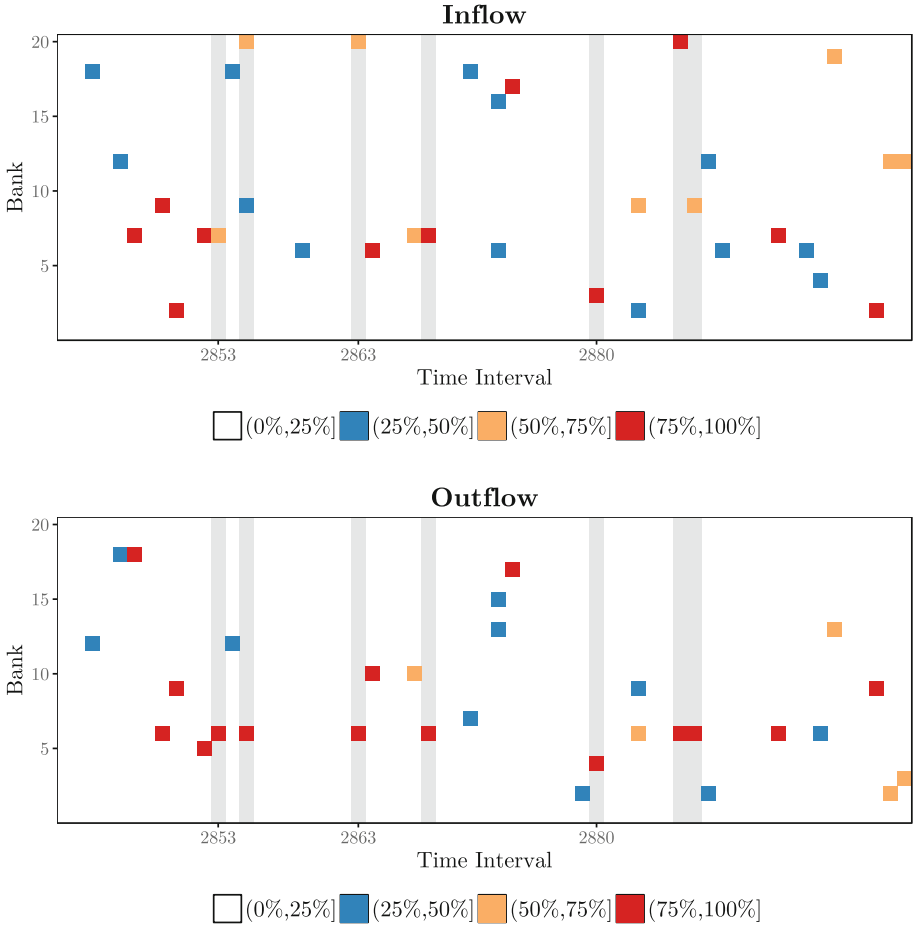 Inflow
20
15
10
5
Bank
2853 2863 2880
Time Interval
(0%,25%] (25%,50%] (50%,75%] (75%,100%]
Outflow
20
15
10
5
Bank
2853 2863 2880
Time Interval
(0%,25%] (25%,50%] (50%,75%] (75%,100%]